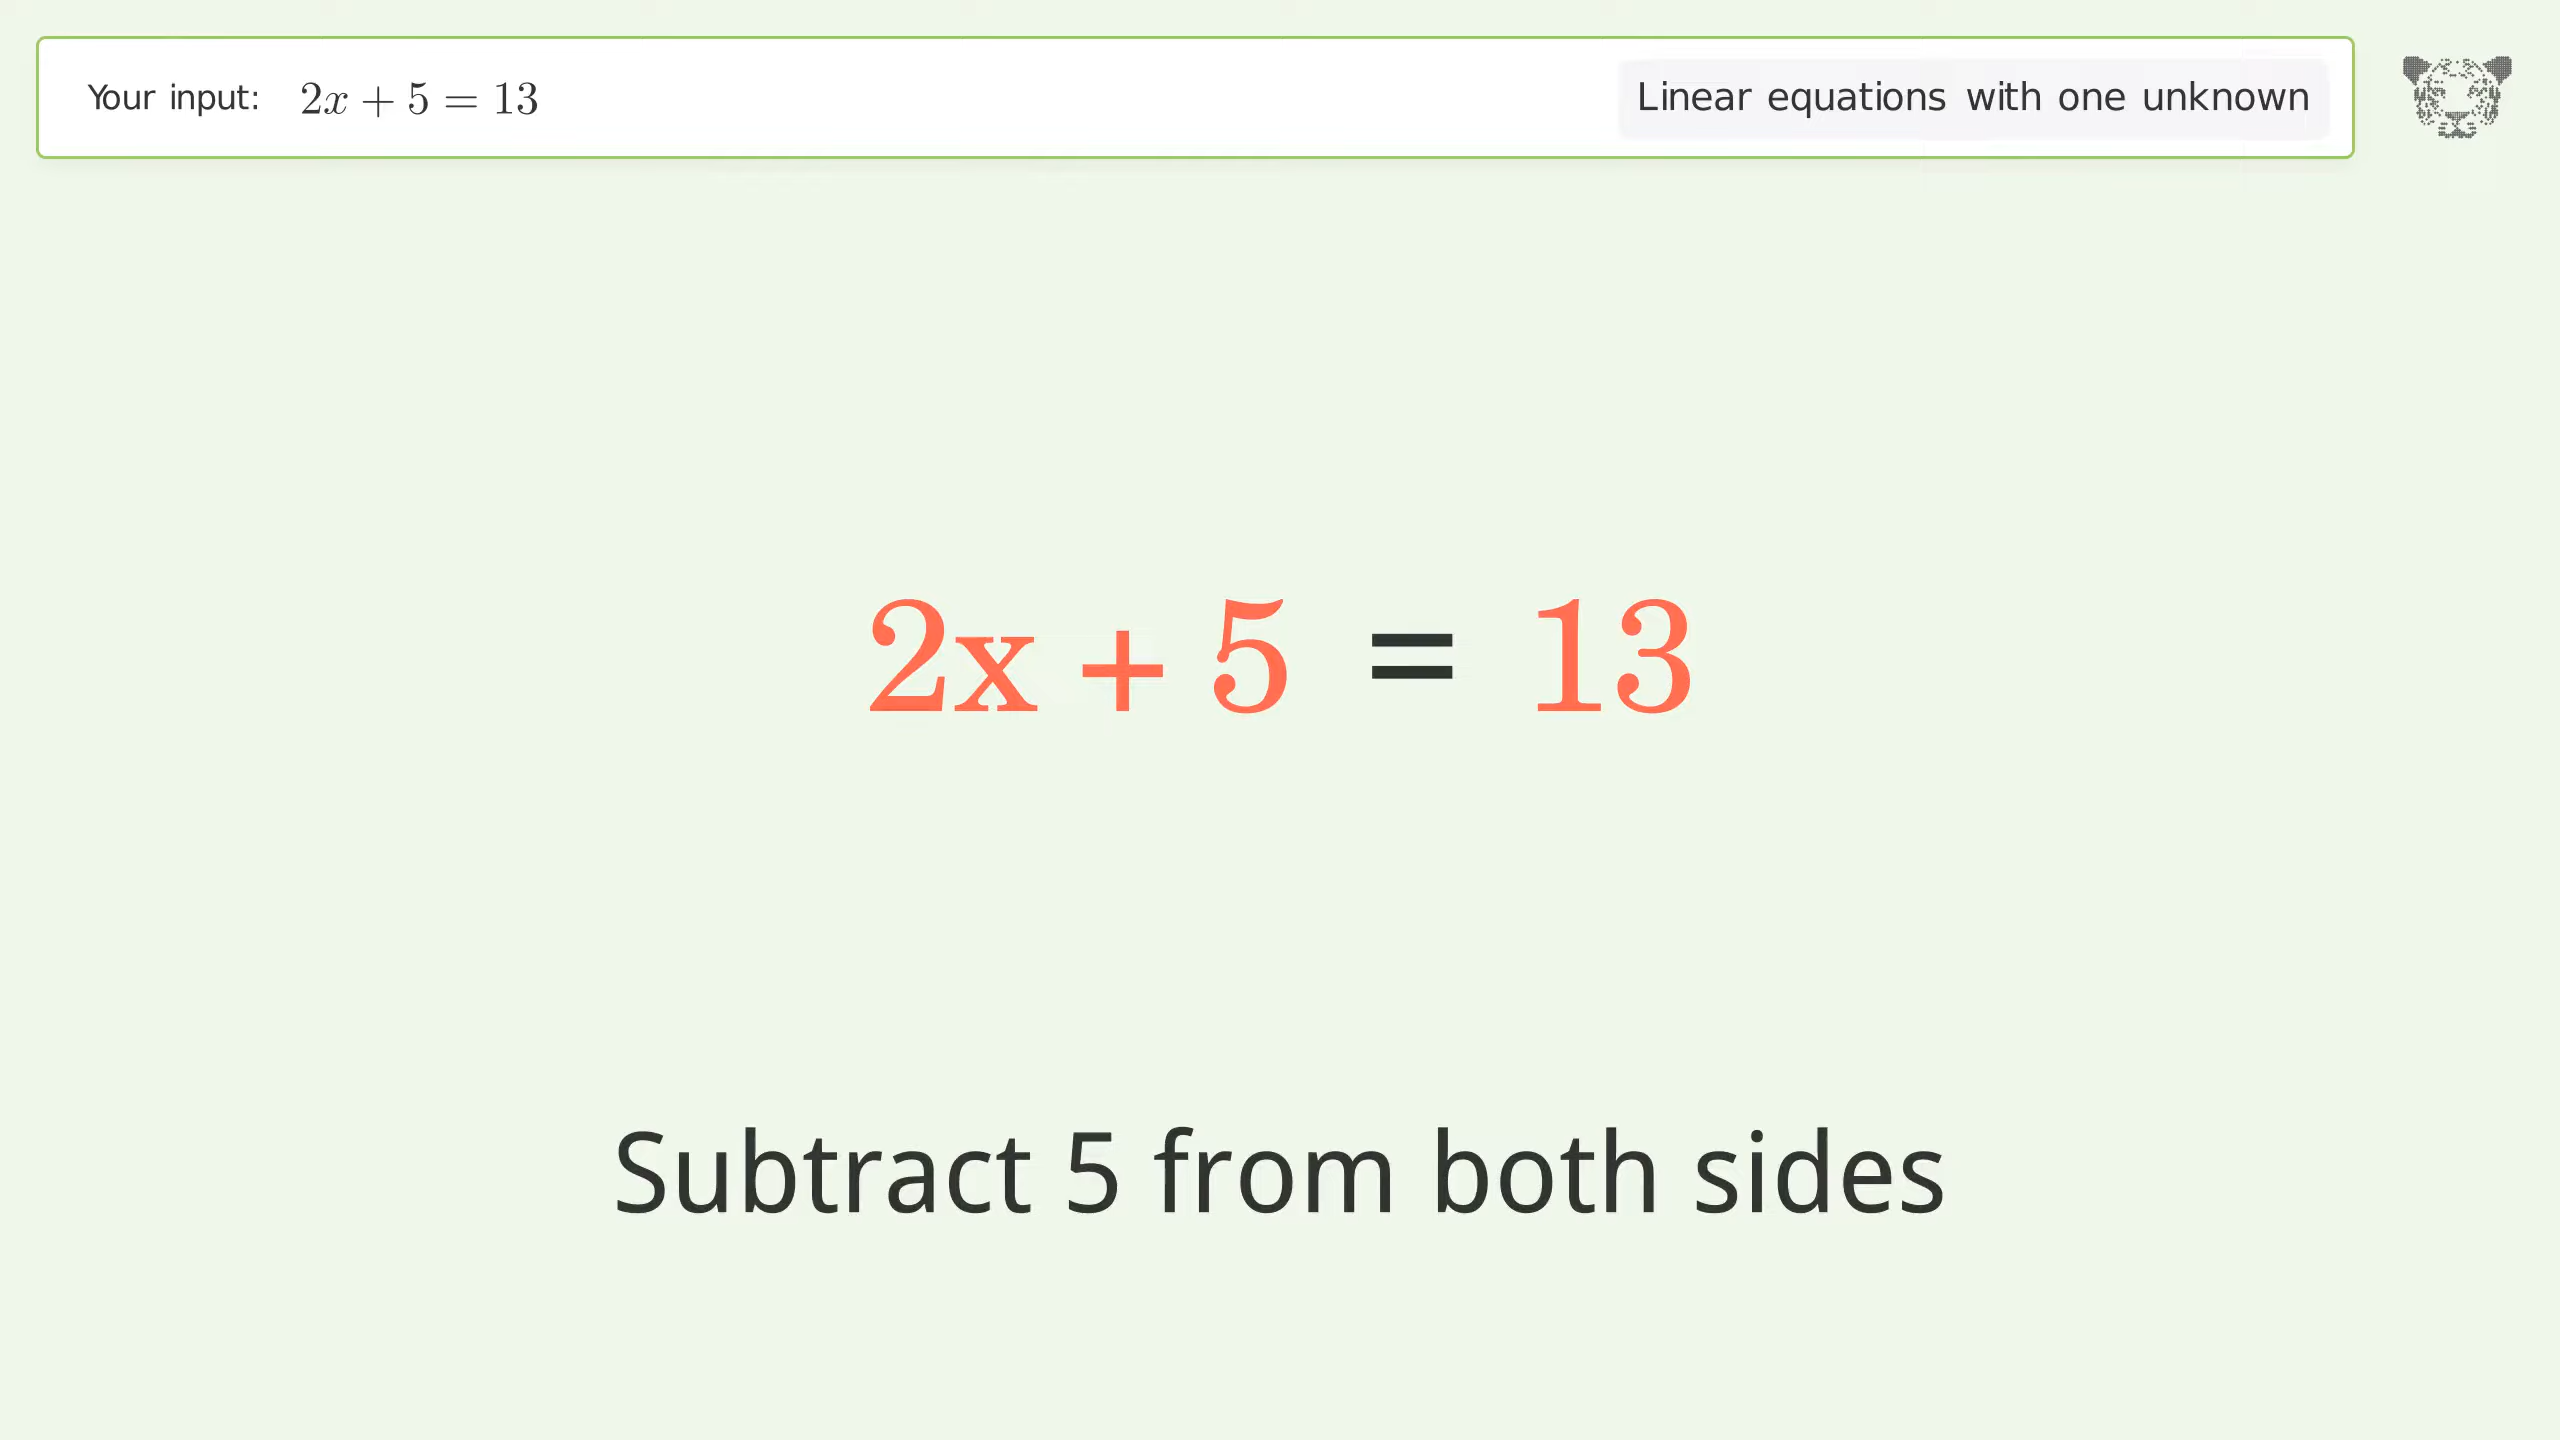 Your input: 2x + 5 = 13
Linear equations with one unknown
2x + 5 = 13
Subtract 5 from both sides